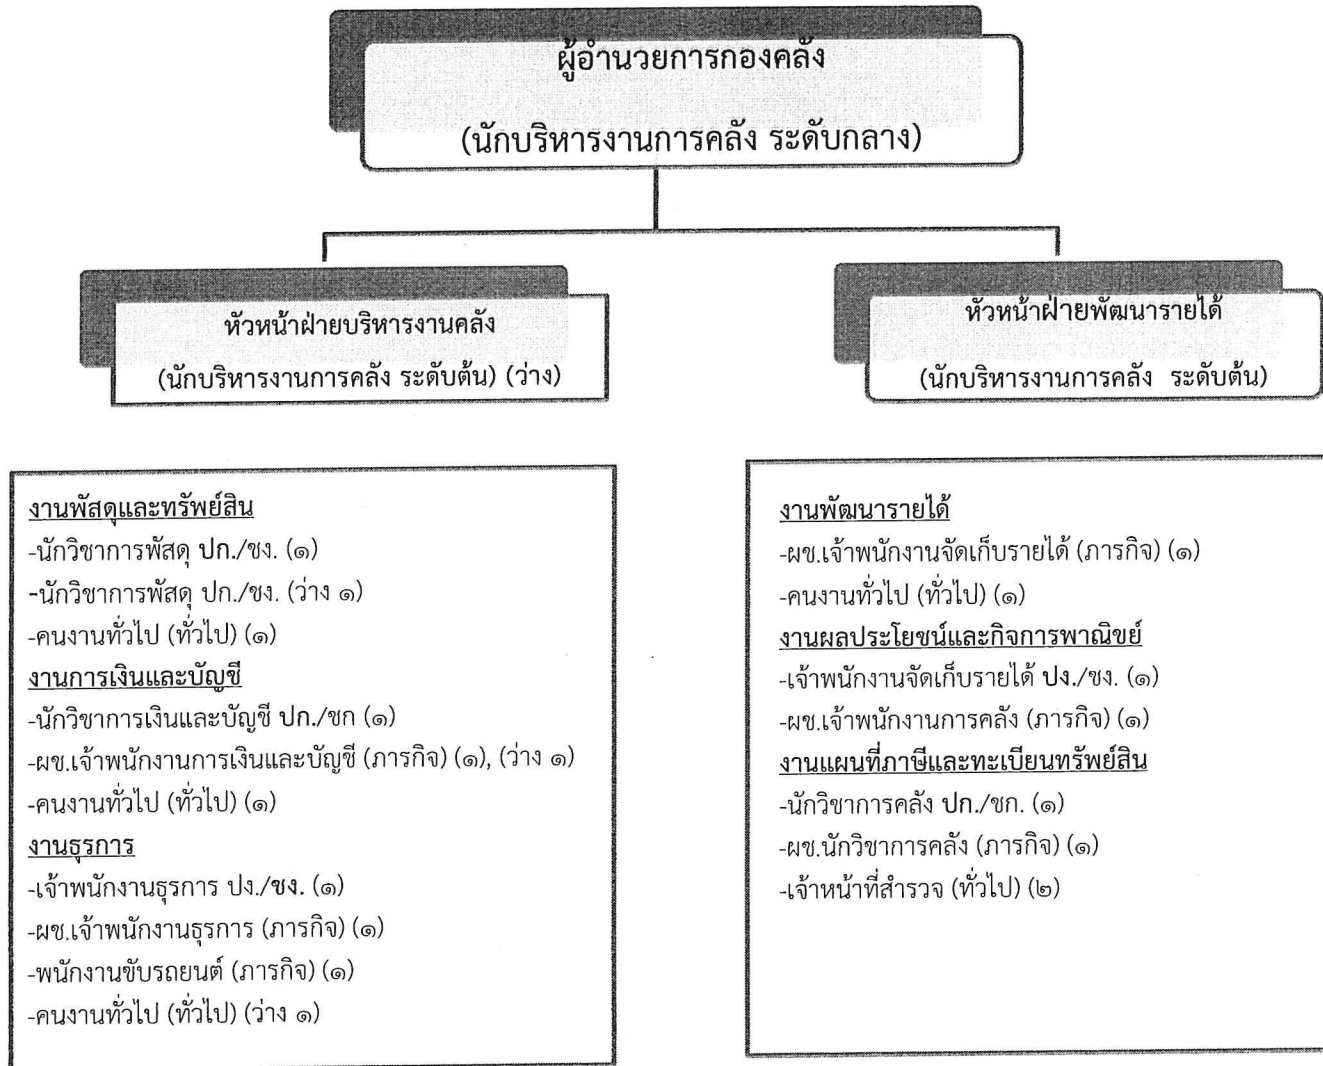 ผู้อำนวยการกองคลัง
(นักบริหารงานการคลัง ระดับกลาง)
หัวหน้าฝ่ายบริหารงานคลัง
(นักบริหารงานการคลัง ระดับต้น) (ว่าง)
หัวหน้าฝ่ายพัฒนารายได้
(นักบริหารงานการคลัง ระดับต้น)
งานพัสดุและทรัพย์สิน
-นักวิชาการพัสดุ ปก./ชง. (๑)
-นักวิชาการพัสดุ ปก./ชง. (ว่าง ๑)
-คนงานทั่วไป (ทั่วไป) (๑)
งานการเงินและบัญชี
-นักวิชาการเงินและบัญชี ปก./ชก (๑)
-ผช.เจ้าพนักงานการเงินและบัญชี (ภารกิจ) (๑), (ว่าง ๑)
-คนงานทั่วไป (ทั่วไป) (๑)
งานธุรการ
-เจ้าพนักงานธุรการ ปง./ชง. (๑)
-ผช.เจ้าพนักงานธุรการ (ภารกิจ) (๑)
-พนักงานขับรถยนต์ (ภารกิจ) (๑)
-คนงานทั่วไป (ทั่วไป) (ว่าง ๑)
งานพัฒนารายได้
-ผช.เจ้าพนักงานจัดเก็บรายได้ (ภารกิจ) (๑)
-คนงานทั่วไป (ทั่วไป) (๑)
งานผลประโยชน์และกิจการพาณิชย์
-เจ้าพนักงานจัดเก็บรายได้ ปง./ชง. (๑)
-ผช.เจ้าพนักงานการคลัง (ภารกิจ) (๑)
งานแผนที่ภาษีและทะเบียนทรัพย์สิน
-นักวิชาการคลัง ปก./ชก. (๑)
-ผช.นักวิชาการคลัง (ภารกิจ) (๑)
-เจ้าหน้าที่สำรวจ (ทั่วไป) (๒)